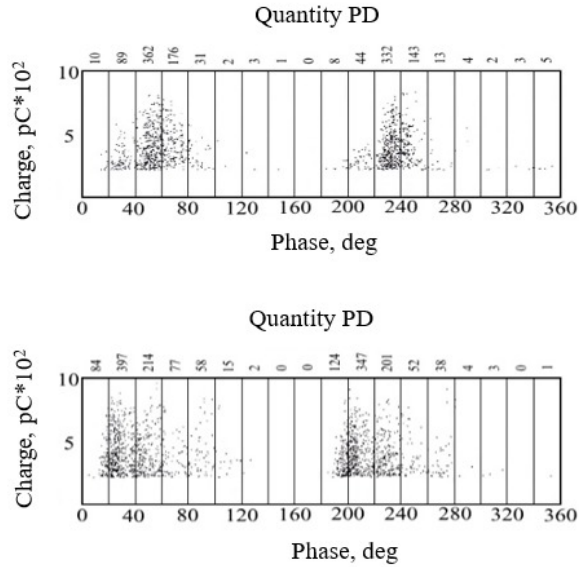 Quantity PD
10 89 362 176 31 2 3 1 0 8 44 332 143 13 4 2 3 5
Charge, pC*10²
10
5
0 40 80 120 160 200 240 280 320 360
Phase, deg
Quantity PD
84 397 214 77 58 15 2 0 0 124 347 201 52 38 4 3 0 1
Charge, pC*10²
10
5
0 40 80 120 160 200 240 280 320 360
Phase, deg